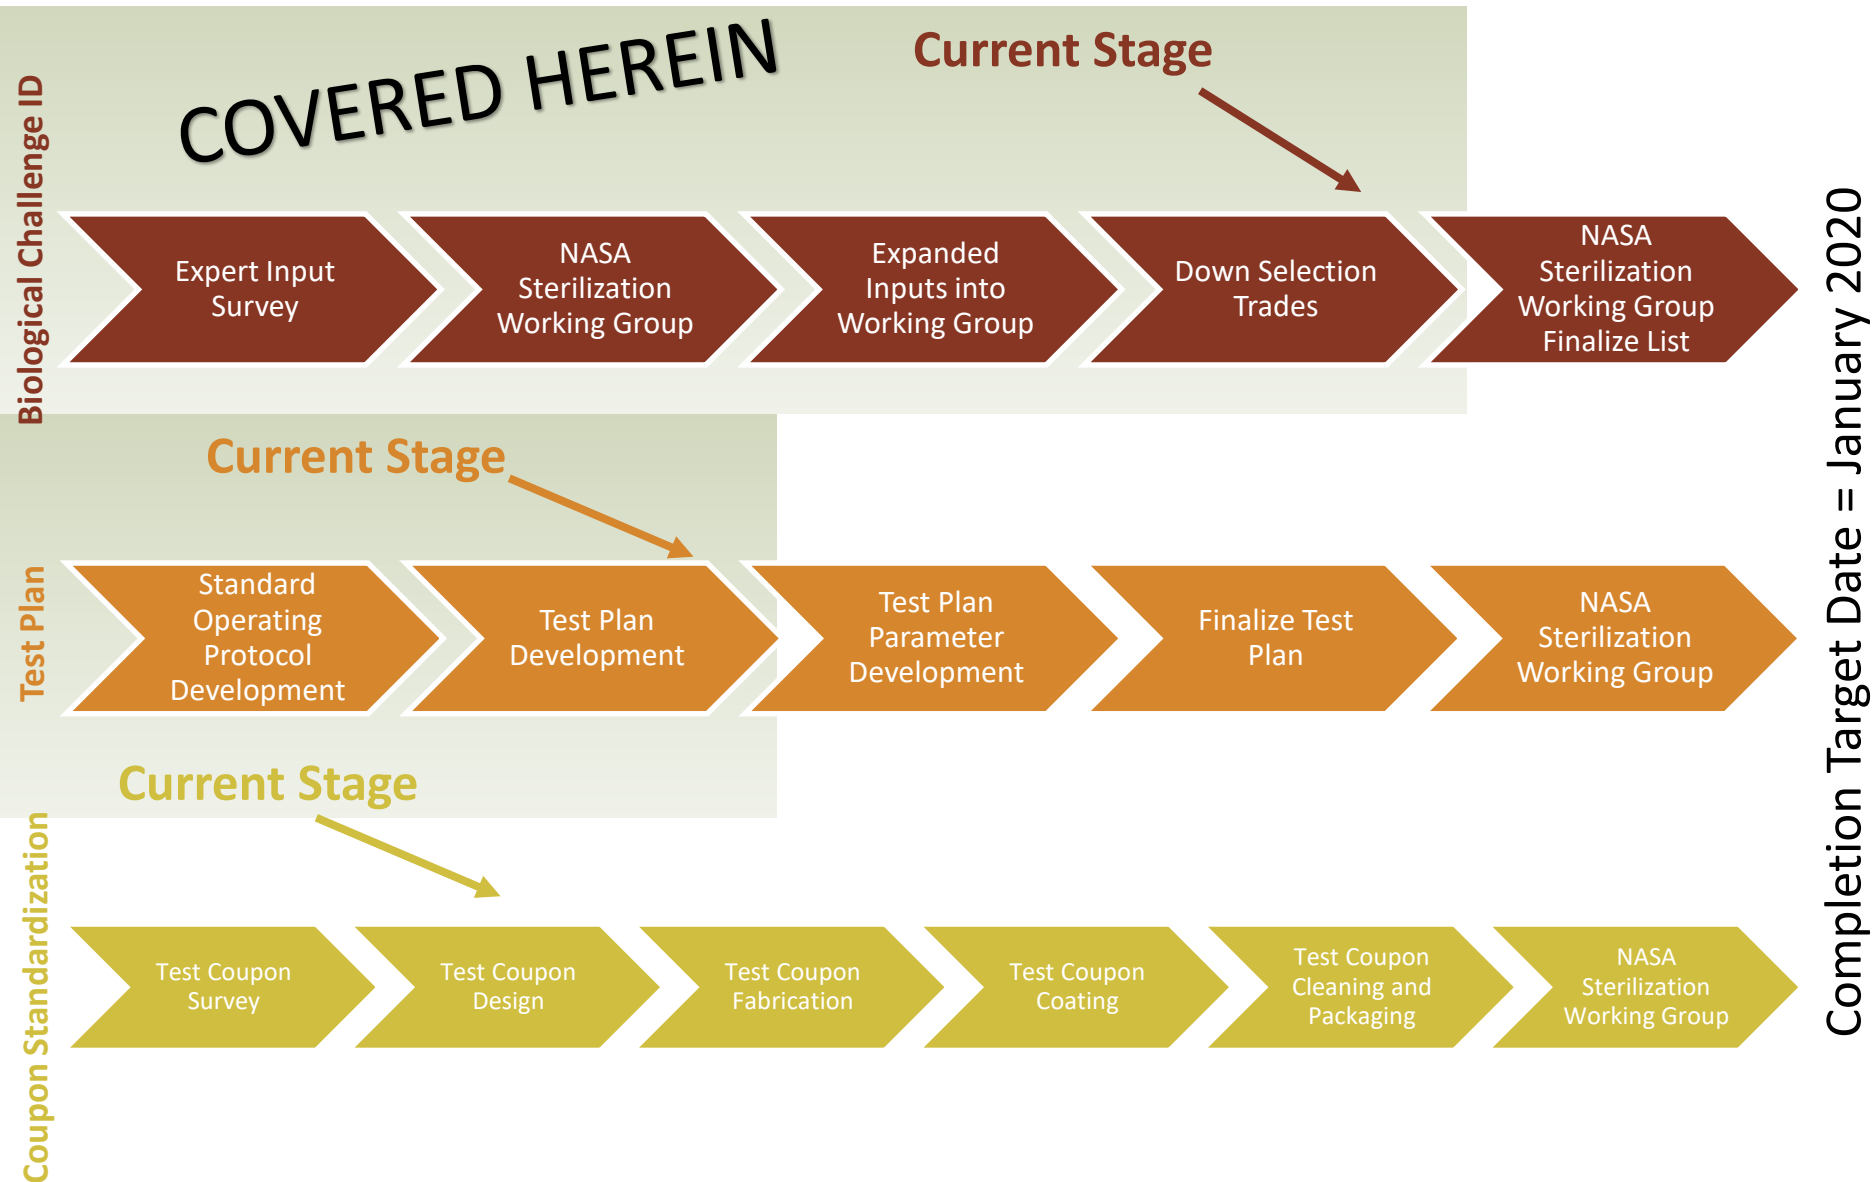 COVERED HEREIN
Current Stage
Biological Challenge ID
Expert Input
Survey
NASA
Sterilization
Working Group
Expanded
Inputs into
Working Group
Down Selection
Trades
NASA
Sterilization
Working Group
Finalize List
Current Stage
Test Plan
Standard
Operating
Protocol
Development
Test Plan
Development
Test Plan
Parameter
Development
Finalize Test
Plan
NASA
Sterilization
Working Group
Current Stage
Coupon Standardization
Test Coupon
Survey
Test Coupon
Design
Test Coupon
Fabrication
Test Coupon
Coating
Test Coupon
Cleaning and
Packaging
NASA
Sterilization
Working Group
Completion Target Date = January 2020